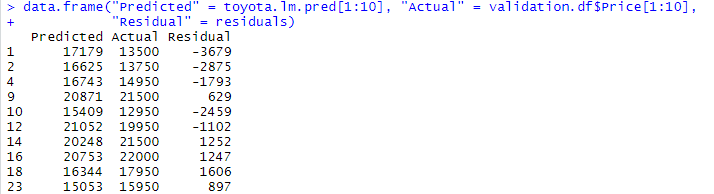 > data.frame("Predicted" = toyota.lm.pred[1:10], "Actual" = validation.df$Price[1:10],
+ "Residual" = residuals)
Predicted Actual Residual
1 17179 13500 -3679
2 16625 13750 -2875
4 16743 14950 -1793
9 20871 21500 629
10 15409 12950 -2459
12 21052 19950 -1102
14 20248 21500 1252
16 20753 22000 1247
18 16344 17950 1606
23 15053 15950 897